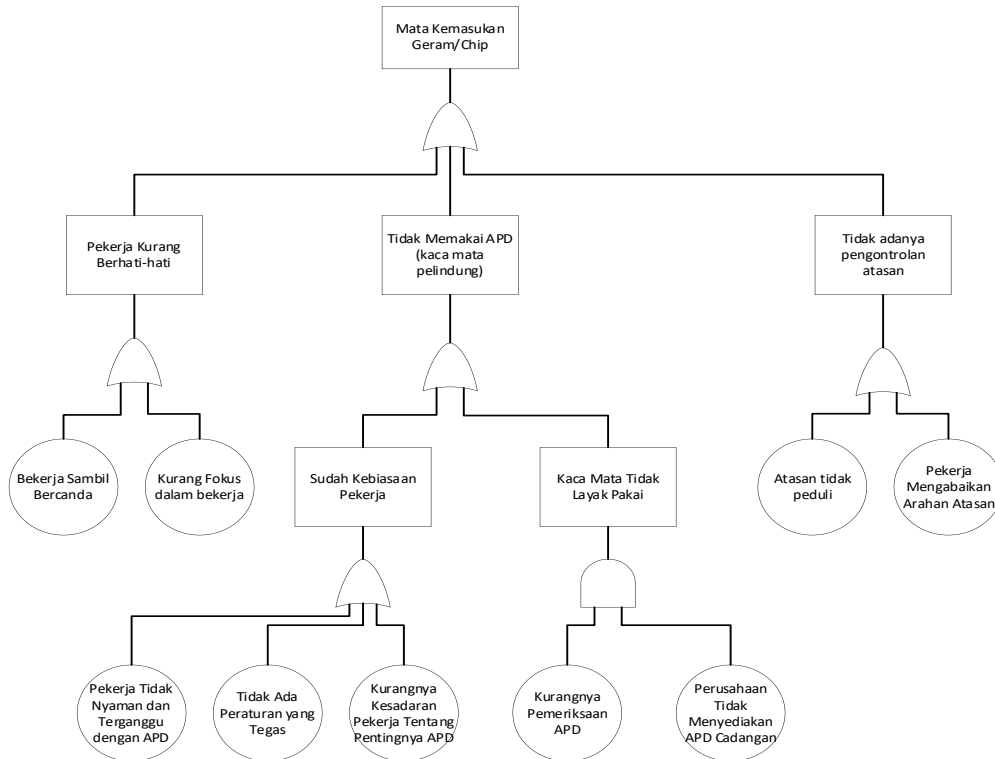 Mata Kemasukan
Geram/Chip
Pekerja Kurang
Berhati-hati
Tidak Memakai APD
(kaca mata
pelindung)
Tidak adanya
pengontrolan
atasan
Bekerja Sambil
Bercanda
Kurang Fokus
dalam bekerja
Sudah Kebiasaan
Pekerja
Kaca Mata Tidak
Layak Pakai
Atasan tidak
peduli
Pekerja
Mengabaikan
Arahan Atasan
Pekerja Tidak
Nyaman dan
Terganggu
dengan APD
Tidak Ada
Peraturan yang
Tegas
Kurangnya
Kesadaran
Pekerja Tentang
Pentingnya APD
Kurangnya
Pemeriksaan
APD
Perusahaan
Tidak
Menyediakan
APD Cadangan